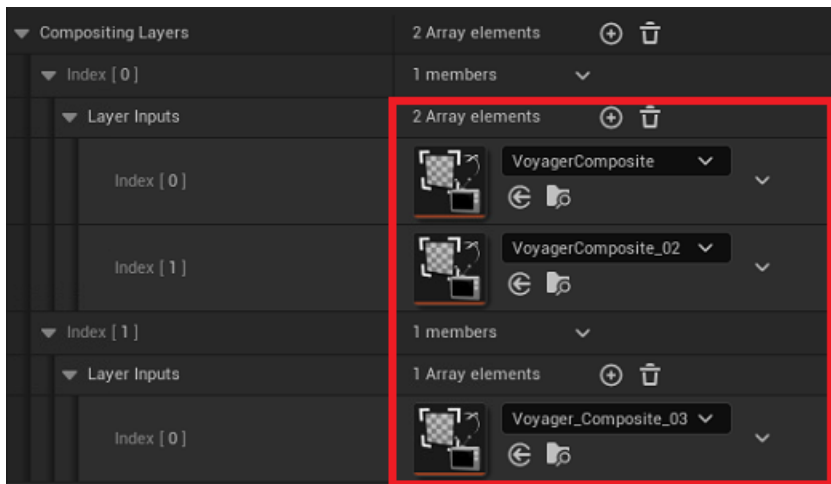 Compositing Layers 2 Array elements
Index [ 0 ] 1 members
Layer Inputs 2 Array elements
Index [ 0 ] VoyagerComposite
Index [ 1 ] VoyagerComposite_02
Index [ 1 ] 1 members
Layer Inputs 1 Array elements
Index [ 0 ] Voyager_Composite_03